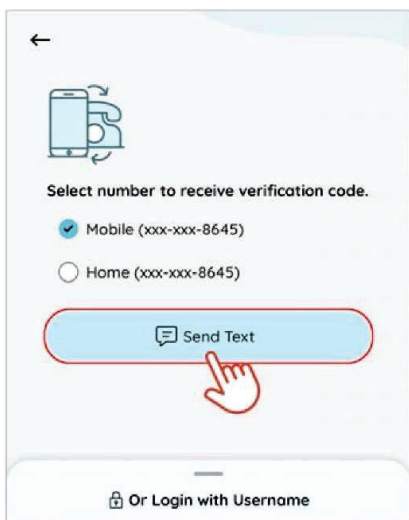 Select number to receive verification code.
Mobile (xxx-xxx-8645)
Home (xxx-xxx-8645)
Send Text
Or Login with Username